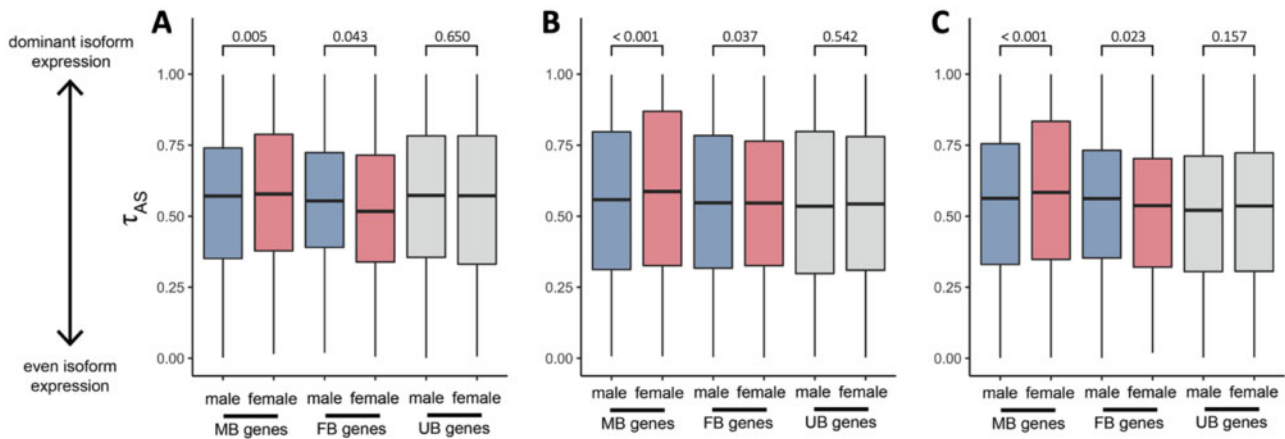 dominant isoform
expression
even isoform
expression
A
0.005 0.043 0.650
τAS
1.00
0.75
0.50
0.25
0.00
male female male female male female
MB genes FB genes UB genes
B
< 0.001 0.037 0.542
1.00
0.75
0.50
0.25
0.00
male female male female male female
MB genes FB genes UB genes
C
< 0.001 0.023 0.157
1.00
0.75
0.50
0.25
0.00
male female male female male female
MB genes FB genes UB genes